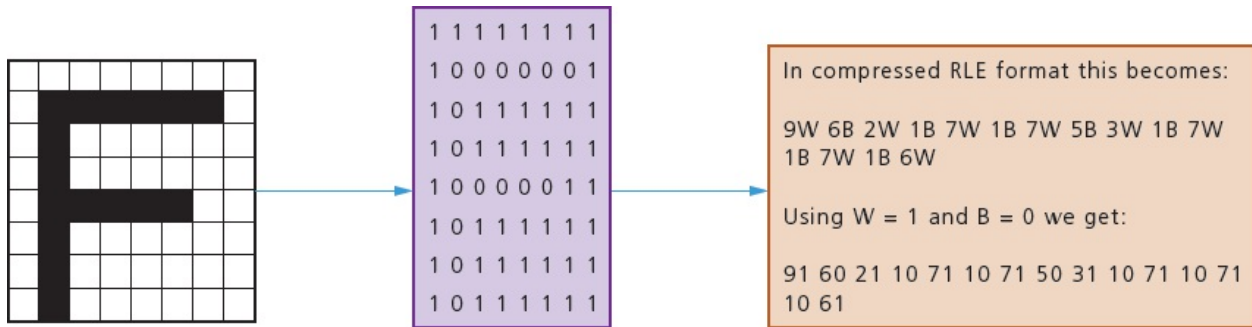 1 1 1 1 1 1 1 1
1 0 0 0 0 0 0 1
1 0 1 1 1 1 1 1
1 0 1 1 1 1 1 1
1 0 0 0 0 0 1 1
1 0 1 1 1 1 1 1
1 0 1 1 1 1 1 1
1 0 1 1 1 1 1 1
In compressed RLE format this becomes:
9W 6B 2W 1B 7W 1B 7W 5B 3W 1B 7W
1B 7W 1B 6W
Using W = 1 and B = 0 we get:
91 60 21 10 71 10 71 50 31 10 71 10 71
10 61